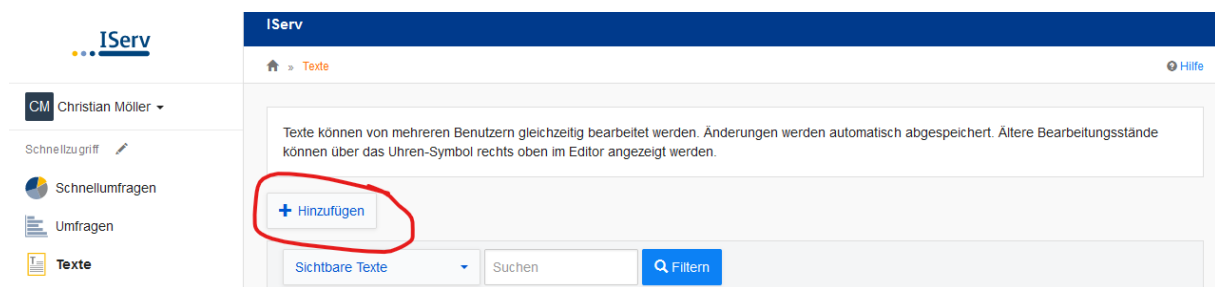 IServ
IServ
» Texte
Hilfe
CM Christian Möller
Schnellzugriff
Schnellumfragen
Umfragen
Texte
Texte können von mehreren Benutzern gleichzeitig bearbeitet werden. Änderungen werden automatisch abgespeichert. Ältere Bearbeitungsstände
können über das Uhren-Symbol rechts oben im Editor angezeigt werden.
+ Hinzufügen
Sichtbare Texte
Suchen
Filtern